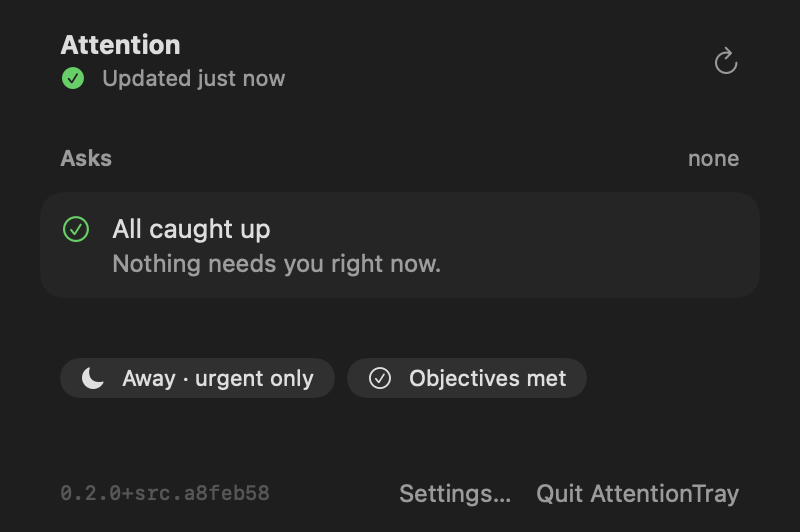 Attention
Updated just now
Asks none
All caught up
Nothing needs you right now.
Away · urgent only Objectives met
0.2.0+src.a8feb58 Settings... Quit AttentionTray